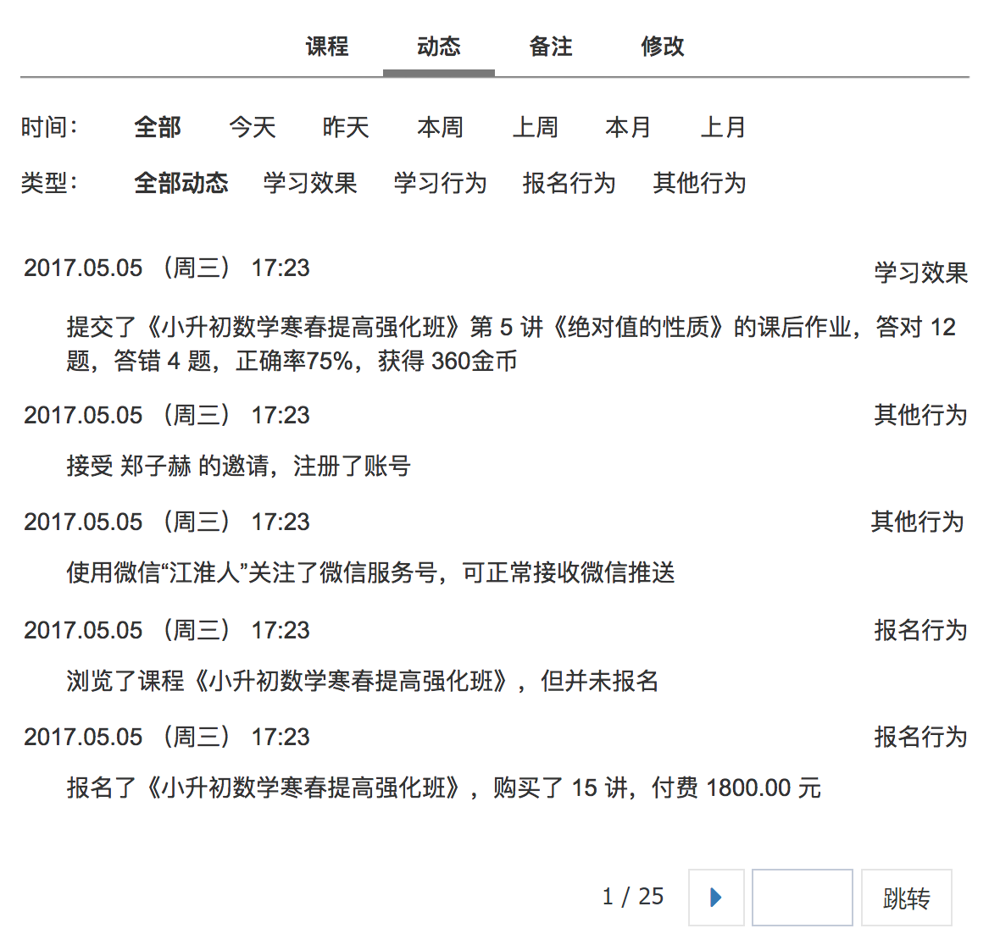 课程 动态 备注 修改
时间： 全部 今天 昨天 本周 上周 本月 上月
类型： 全部动态 学习效果 学习行为 报名行为 其他行为
2017.05.05 （周三） 17:23 学习效果
提交了《小升初数学寒春提高强化班》第 5 讲《绝对值的性质》的课后作业，答对 12
题，答错 4 题，正确率75%，获得 360金币
2017.05.05 （周三） 17:23 其他行为
接受 郑子赫 的邀请，注册了账号
2017.05.05 （周三） 17:23 其他行为
使用微信“江淮人”关注了微信服务号，可正常接收微信推送
2017.05.05 （周三） 17:23 报名行为
浏览了课程《小升初数学寒春提高强化班》，但并未报名
2017.05.05 （周三） 17:23 报名行为
报名了《小升初数学寒春提高强化班》，购买了 15 讲，付费 1800.00 元
1 / 25 跳转